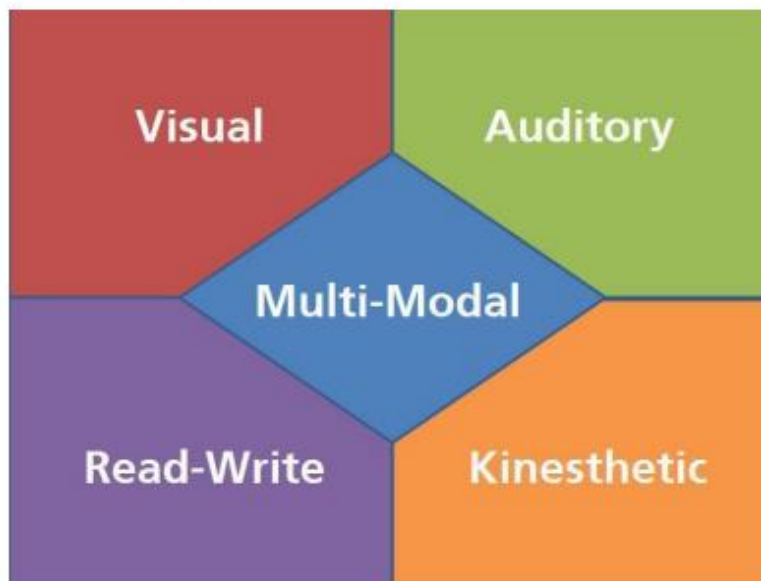 Visual
Auditory
Multi-Modal
Read-Write
Kinesthetic